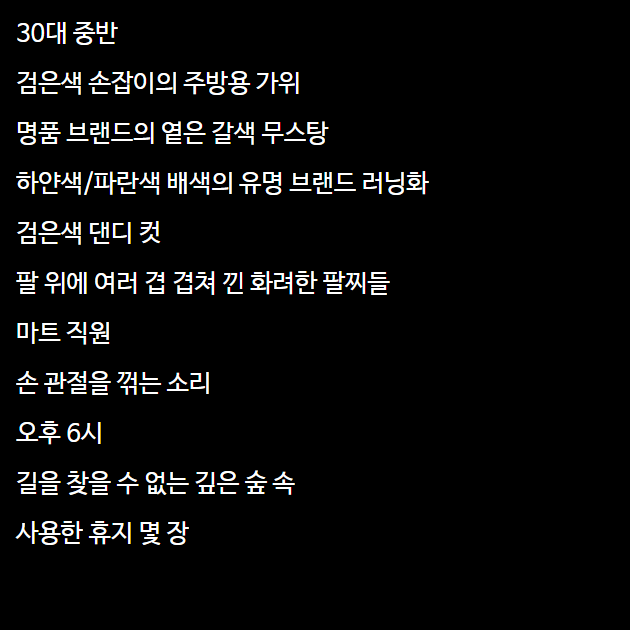 30대 중반
검은색 손잡이의 주방용 가위
명품 브랜드의 옅은 갈색 무스탕
하얀색/파란색 배색의 유명 브랜드 러닝화
검은색 댄디 컷
팔 위에 여러 겹 겹쳐 낀 화려한 팔찌들
마트 직원
손 관절을 꺾는 소리
오후 6시
길을 찾을 수 없는 깊은 숲 속
사용한 휴지 몇 장